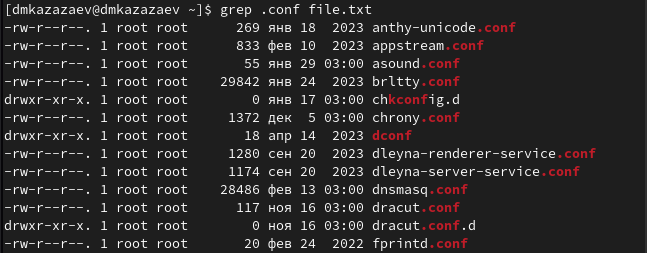 [dmkazazaev@dmkazazaev ~]$ grep .conf file.txt
-rw-r--r--. 1 root root     269 янв 18  2023 anthy-unicode.conf
-rw-r--r--. 1 root root     833 фев 10  2023 appstream.conf
-rw-r--r--. 1 root root      55 янв 29 03:00 asound.conf
-rw-r--r--. 1 root root   29842 янв 24  2023 brltty.conf
drwxr-xr-x. 1 root root       0 янв 17 03:00 chkconfig.d
-rw-r--r--. 1 root root    1372 дек  5 03:00 chrony.conf
drwxr-xr-x. 1 root root      18 апр 14  2023 dconf
-rw-r--r--. 1 root root    1280 сен 20  2023 dleyna-renderer-service.conf
-rw-r--r--. 1 root root    1174 сен 20  2023 dleyna-server-service.conf
-rw-r--r--. 1 root root   28486 фев 13 03:00 dnsmasq.conf
-rw-r--r--. 1 root root     117 ноя 16 03:00 dracut.conf
drwxr-xr-x. 1 root root       0 ноя 16 03:00 dracut.conf.d
-rw-r--r--. 1 root root      20 фев 24  2022 fprintd.conf